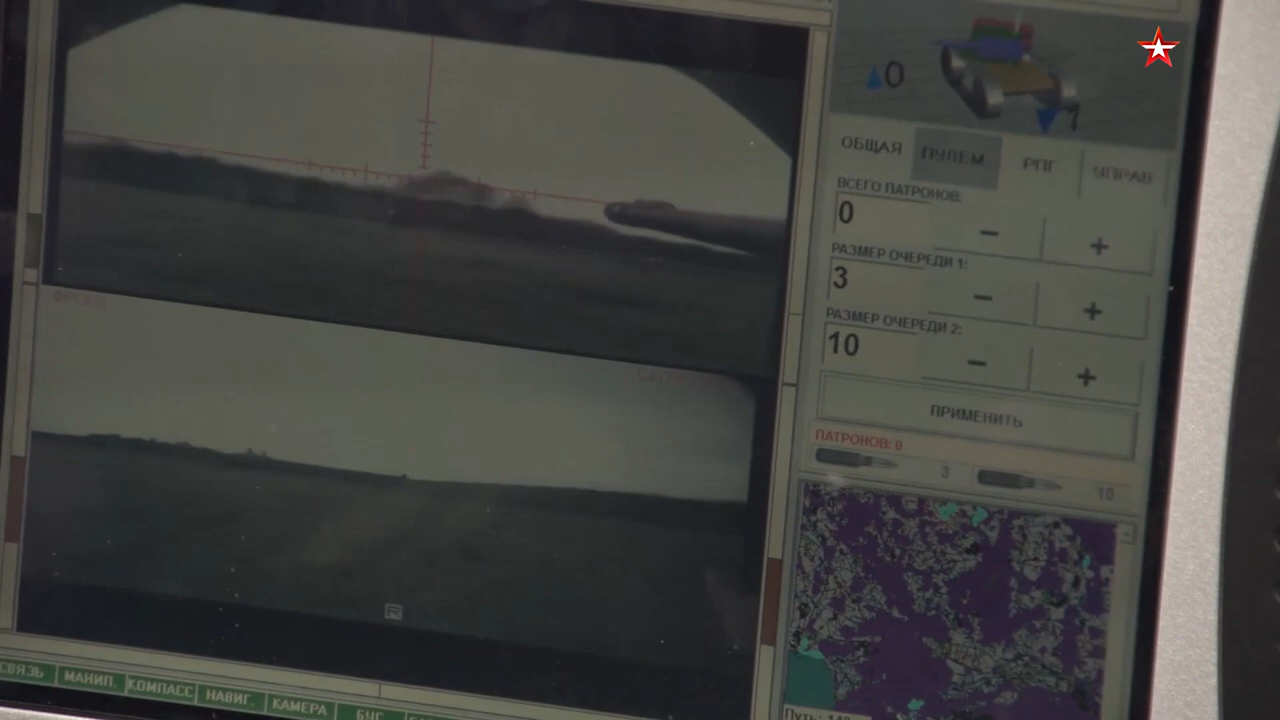 0
1
ОБЩАЯ ПУЛЕМ РПГ УПРАВ
ВСЕГО ПАТРОНОВ:
0 - +
РАЗМЕР ОЧЕРЕДИ 1:
3 - +
РАЗМЕР ОЧЕРЕДИ 2:
10 - +
ПРИМЕНИТЬ
ПАТРОНОВ: 0
3 10
СВЯЗЬ МАНИП. КОМПАСС НАВИГ. КАМЕРА
Путь: